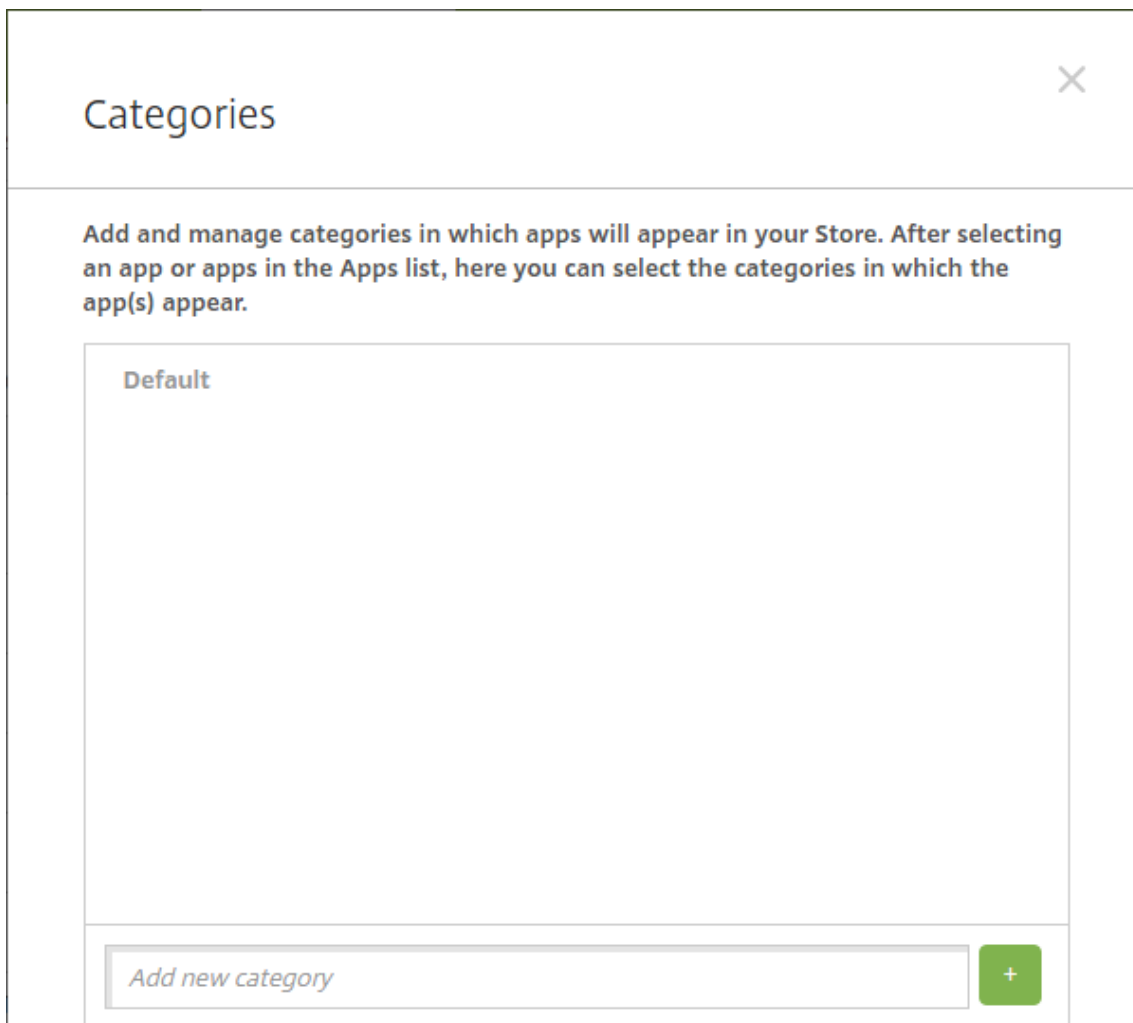 Categories
Add and manage categories in which apps will appear in your Store. After selecting
an app or apps in the Apps list, here you can select the categories in which the
app(s) appear.
Default
Add new category
+